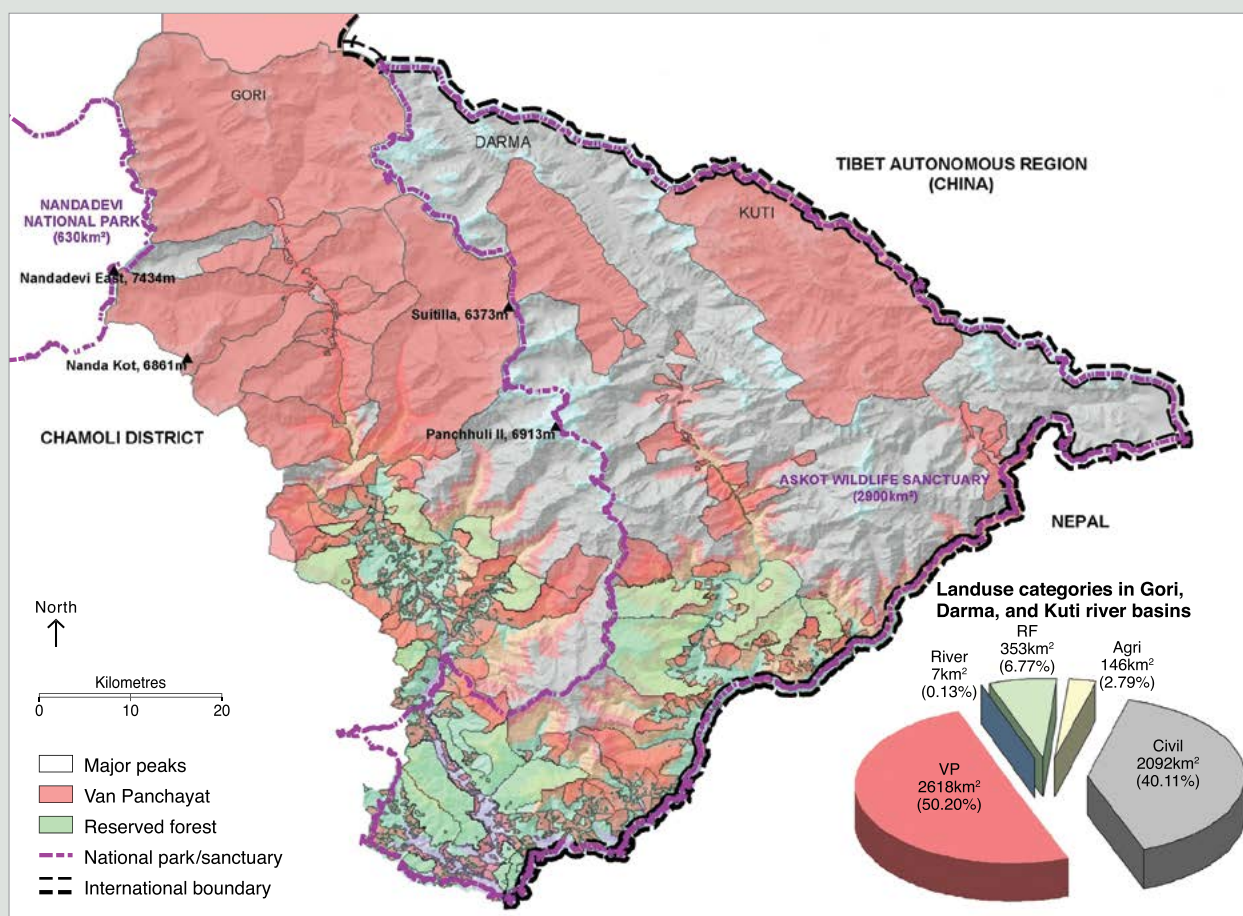 GORI
DARMA
TIBET AUTONOMOUS REGION
(CHINA)
KUTI
NANDADEVI
NATIONAL PARK
(630km²)
Nandadevi East, 7434m
Suitilla, 6373m
Nanda Kot, 6861m
CHAMOLI DISTRICT
Panchhuli II, 6913m
ASKOT WILDLIFE SANCTUARY
(2900km²)
NEPAL
North
Kilometres
0 10 20
Major peaks
Van Panchayat
Reserved forest
National park/sanctuary
International boundary
Landuse categories in Gori,
Darma, and Kuti river basins
River
7km²
(0.13%)
RF
353km²
(6.77%)
Agri
146km²
(2.79%)
VP
2618km²
(50.20%)
Civil
2092km²
(40.11%)